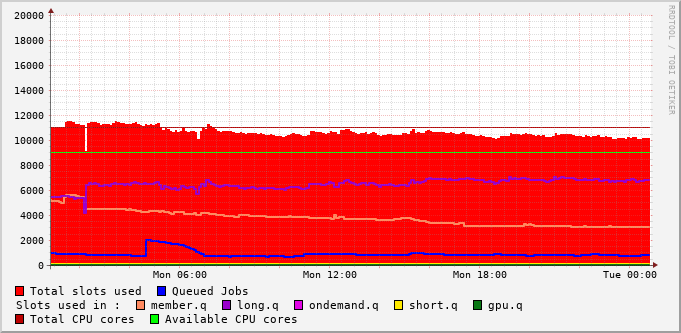 RRDTOOL / TOBI OETIKER
20000
18000
16000
14000
12000
10000
8000
6000
4000
2000
0
Mon 06:00 Mon 12:00 Mon 18:00 Tue 00:00
Total slots used Queued Jobs
Slots used in : member.q long.q ondemand.q short.q gpu.q
Total CPU cores Available CPU cores